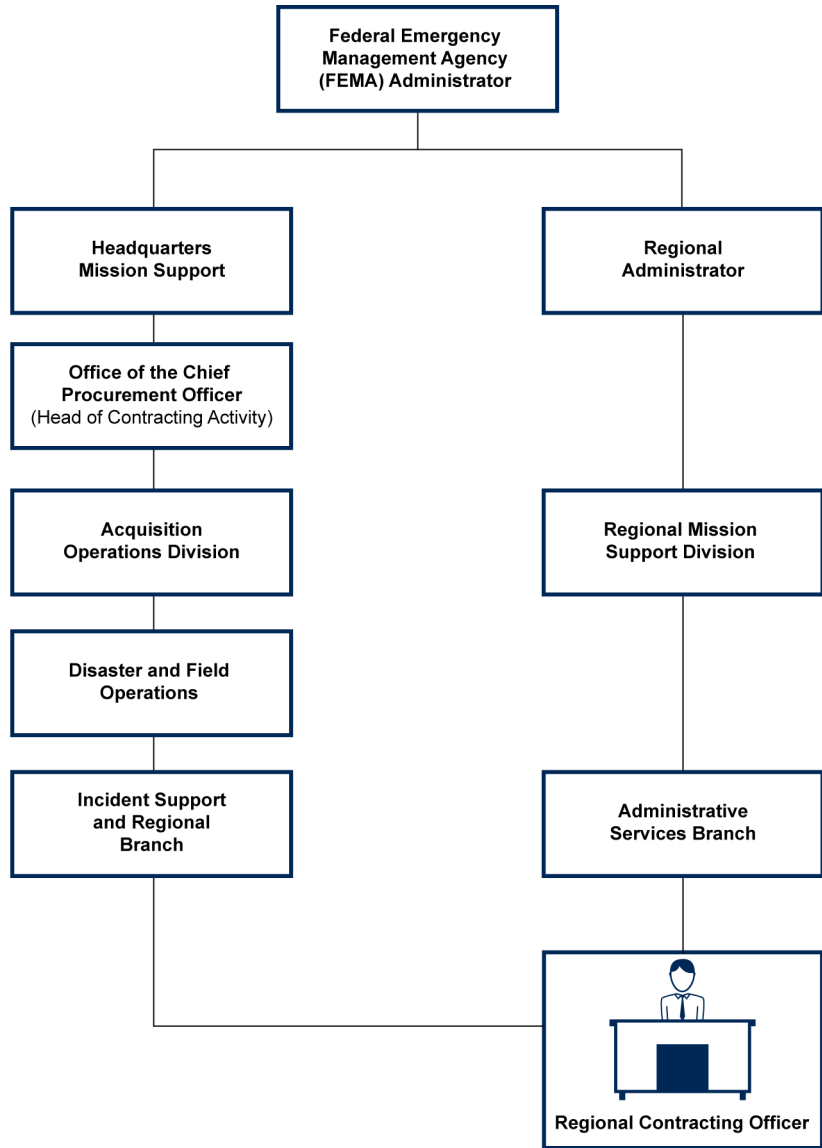 Federal Emergency
Management Agency
(FEMA) Administrator
Headquarters
Mission Support
Office of the Chief
Procurement Officer
(Head of Contracting Activity)
Acquisition
Operations Division
Disaster and Field
Operations
Incident Support
and Regional
Branch
Regional
Administrator
Regional Mission
Support Division
Administrative
Services Branch
Regional Contracting Officer